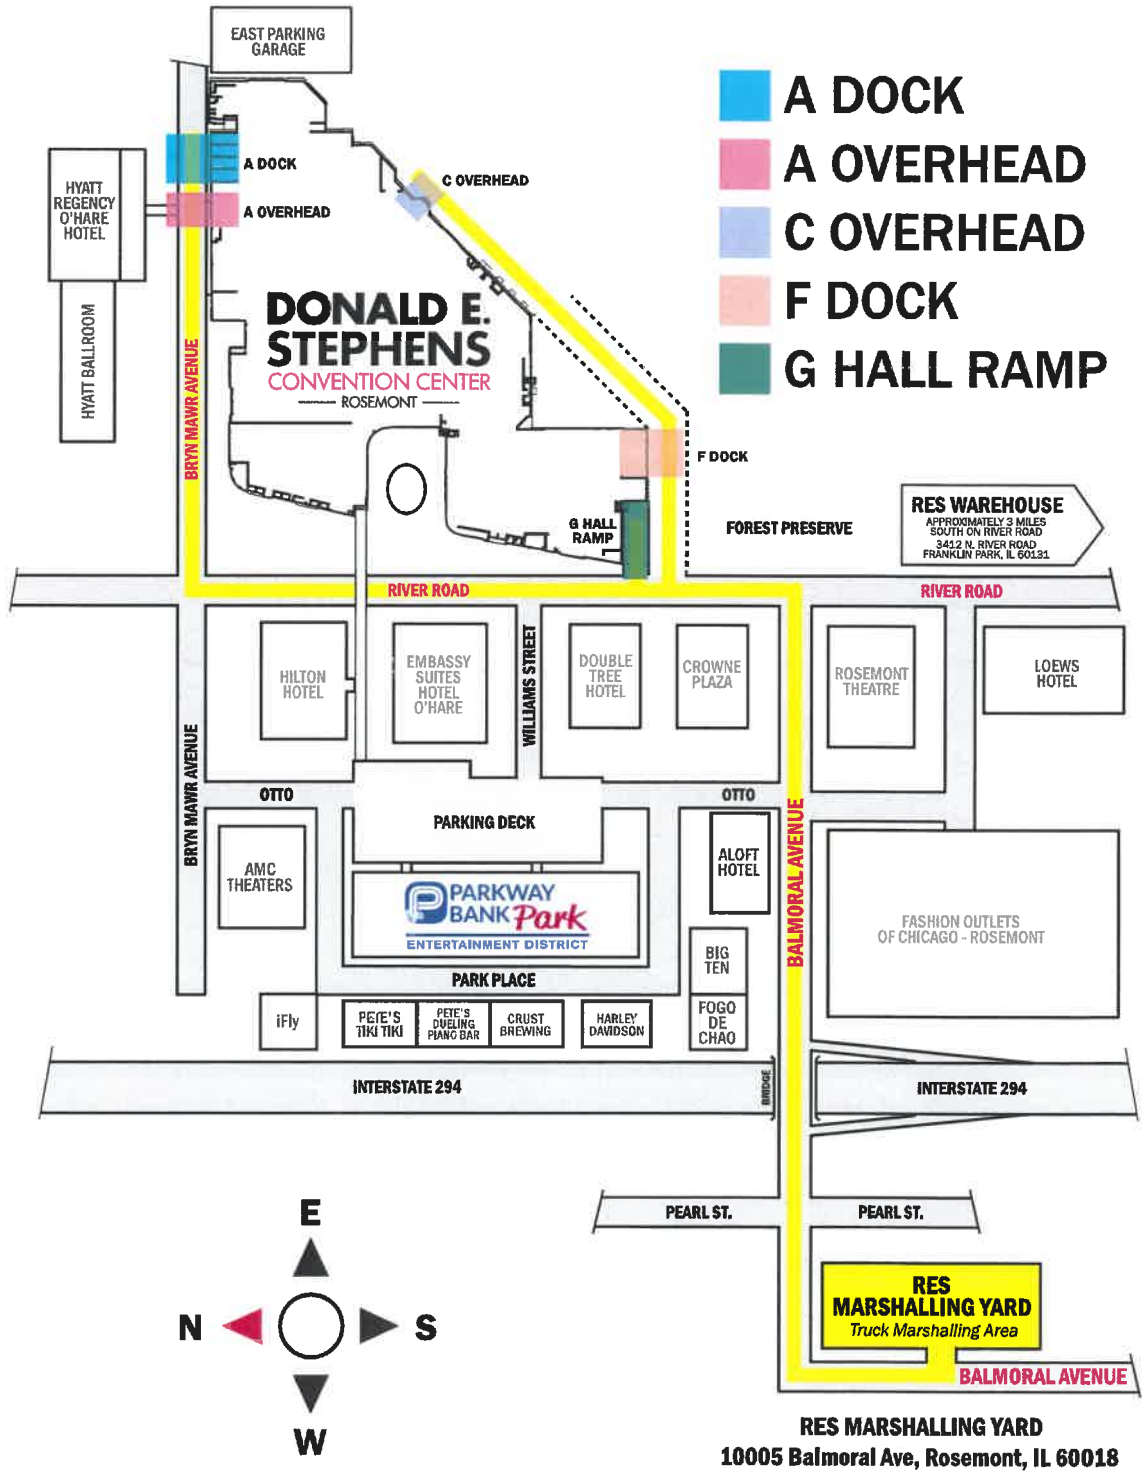 EAST PARKING
GARAGE
A DOCK
A OVERHEAD
C OVERHEAD
F DOCK
G HALL RAMP
A DOCK
C OVERHEAD
A OVERHEAD
HYATT
REGENCY
O'HARE
HOTEL
HYATT BALLROOM
BRYN MAWR AVENUE
DONALD E.
STEPHENS
CONVENTION CENTER
ROSEMONT
F DOCK
G HALL
RAMP
FOREST PRESERVE
RES WAREHOUSE
APPROXIMATELY 3 MILES
SOUTH ON RIVER ROAD
3412 N. RIVER ROAD
FRANKLIN PARK, IL 60131
RIVER ROAD
RIVER ROAD
HILTON
HOTEL
EMBASSY
SUITES
HOTEL
O'HARE
WILLIAMS STREET
DOUBLE
TREE
HOTEL
CROWNE
PLAZA
ROSEMONT
THEATRE
LOEWS
HOTEL
BRYN MAWR AVENUE
OTTO
OTTO
PARKING DECK
BALMORAL AVENUE
AMC
THEATERS
ALOFT
HOTEL
PARKWAY
BANK Park
ENTERTAINMENT DISTRICT
FASHION OUTLETS
OF CHICAGO - ROSEMONT
BIG
TEN
PARK PLACE
iFly
PETE'S
TIKI TIKI
PETE'S
DUELING
PIANO BAR
CRUST
BREWING
HARLEY
DAVIDSON
FOGO
DE
CHAO
INTERSTATE 294
BRIDGE
INTERSTATE 294
PEARL ST.
PEARL ST.
E
N
S
W
RES
MARSHALLING YARD
Truck Marshalling Area
BALMORAL AVENUE
RES MARSHALLING YARD
10005 Balmoral Ave, Rosemont, IL 60018